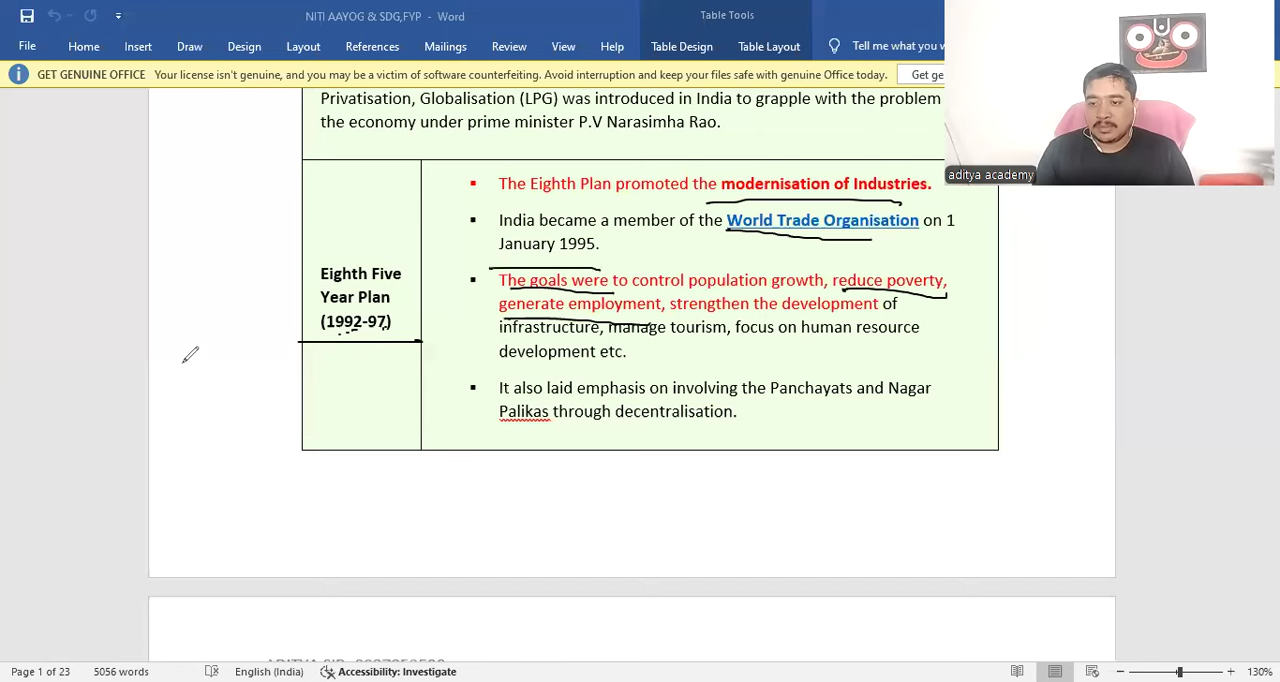 NITI AAYOG & SDG,FYP - Word
Table Tools
File Home Insert Draw Design Layout References Mailings Review View Help Table Design Table Layout Tell me what you w
GET GENUINE OFFICE Your license isn't genuine, and you may be a victim of software counterfeiting. Avoid interruption and keep your files safe with genuine Office today. Get ge
Privatisation, Globalisation (LPG) was introduced in India to grapple with the problem
the economy under prime minister P.V Narasimha Rao.
aditya academy
Eighth Five
Year Plan
(1992-97)
▪ The Eighth Plan promoted the modernisation of Industries.
▪ India became a member of the World Trade Organisation on 1
January 1995.
▪ The goals were to control population growth, reduce poverty,
generate employment, strengthen the development of
infrastructure, manage tourism, focus on human resource
development etc.
▪ It also laid emphasis on involving the Panchayats and Nagar
Palikas through decentralisation.
Page 1 of 23 5056 words English (India) Accessibility: Investigate 130%